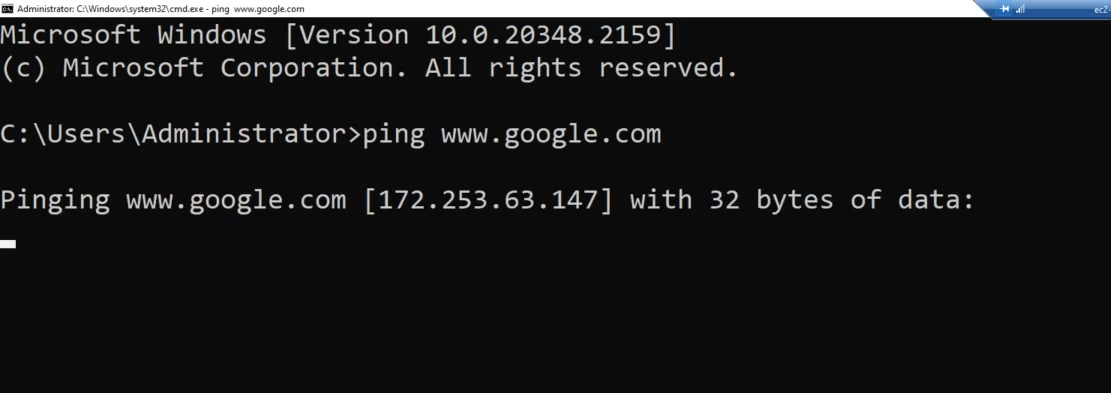 Administrator: C:\Windows\system32\cmd.exe - ping www.google.com
ec2-
Microsoft Windows [Version 10.0.20348.2159]
(c) Microsoft Corporation. All rights reserved.
C:\Users\Administrator>ping www.google.com
Pinging www.google.com [172.253.63.147] with 32 bytes of data: